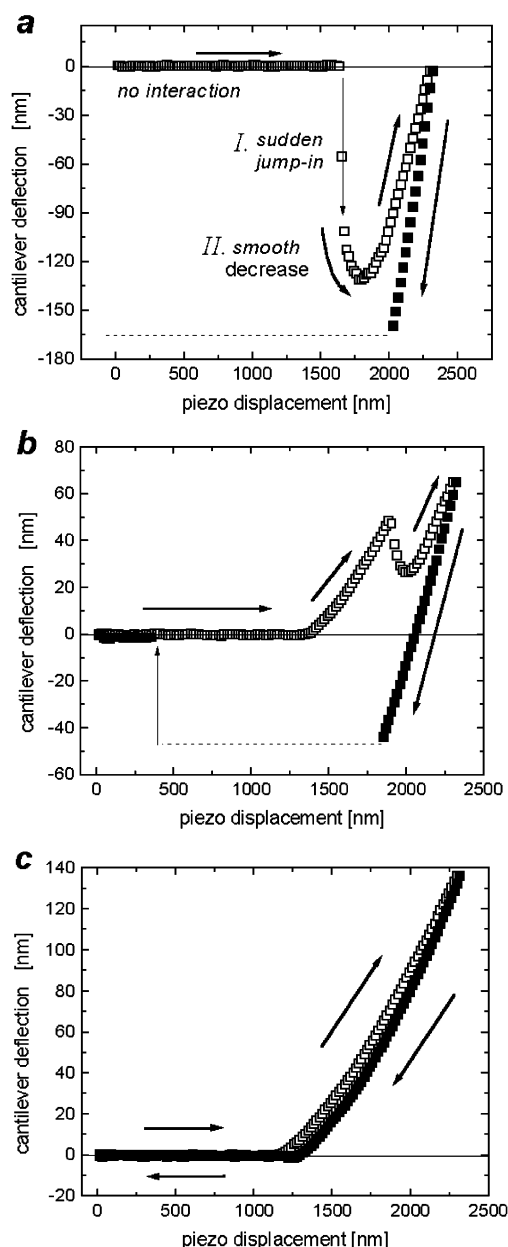 a
0
-30
-60
-90
-120
-150
-180
cantilever deflection [nm]
no interaction
I. sudden
jump-in
II. smooth
decrease
0 500 1000 1500 2000 2500
piezo displacement [nm]
b
80
60
40
20
0
-20
-40
-60
cantilever deflection [nm]
0 500 1000 1500 2000 2500
piezo displacement [nm]
c
140
120
100
80
60
40
20
0
-20
cantilever deflection [nm]
0 500 1000 1500 2000 2500
piezo displacement [nm]